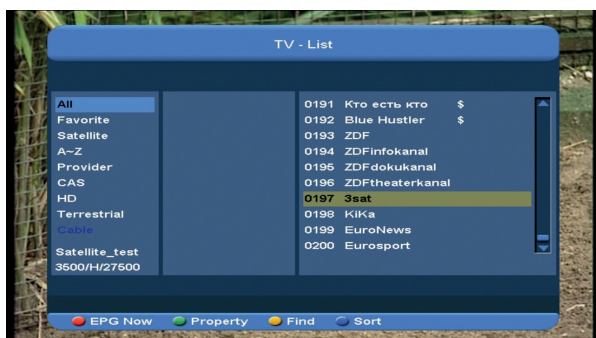 TV - List
All
Favorite
Satellite
A~Z
Provider
CAS
HD
Terrestrial
Cable
Satellite_test
3500/H/27500
0191 Кто есть кто $
0192 Blue Hustler $
0193 ZDF
0194 ZDFinfokanal
0195 ZDFdokukanal
0196 ZDFtheaterkanal
0197 3sat
0198 KiKa
0199 EuroNews
0200 Eurosport
EPG Now Property Find Sort